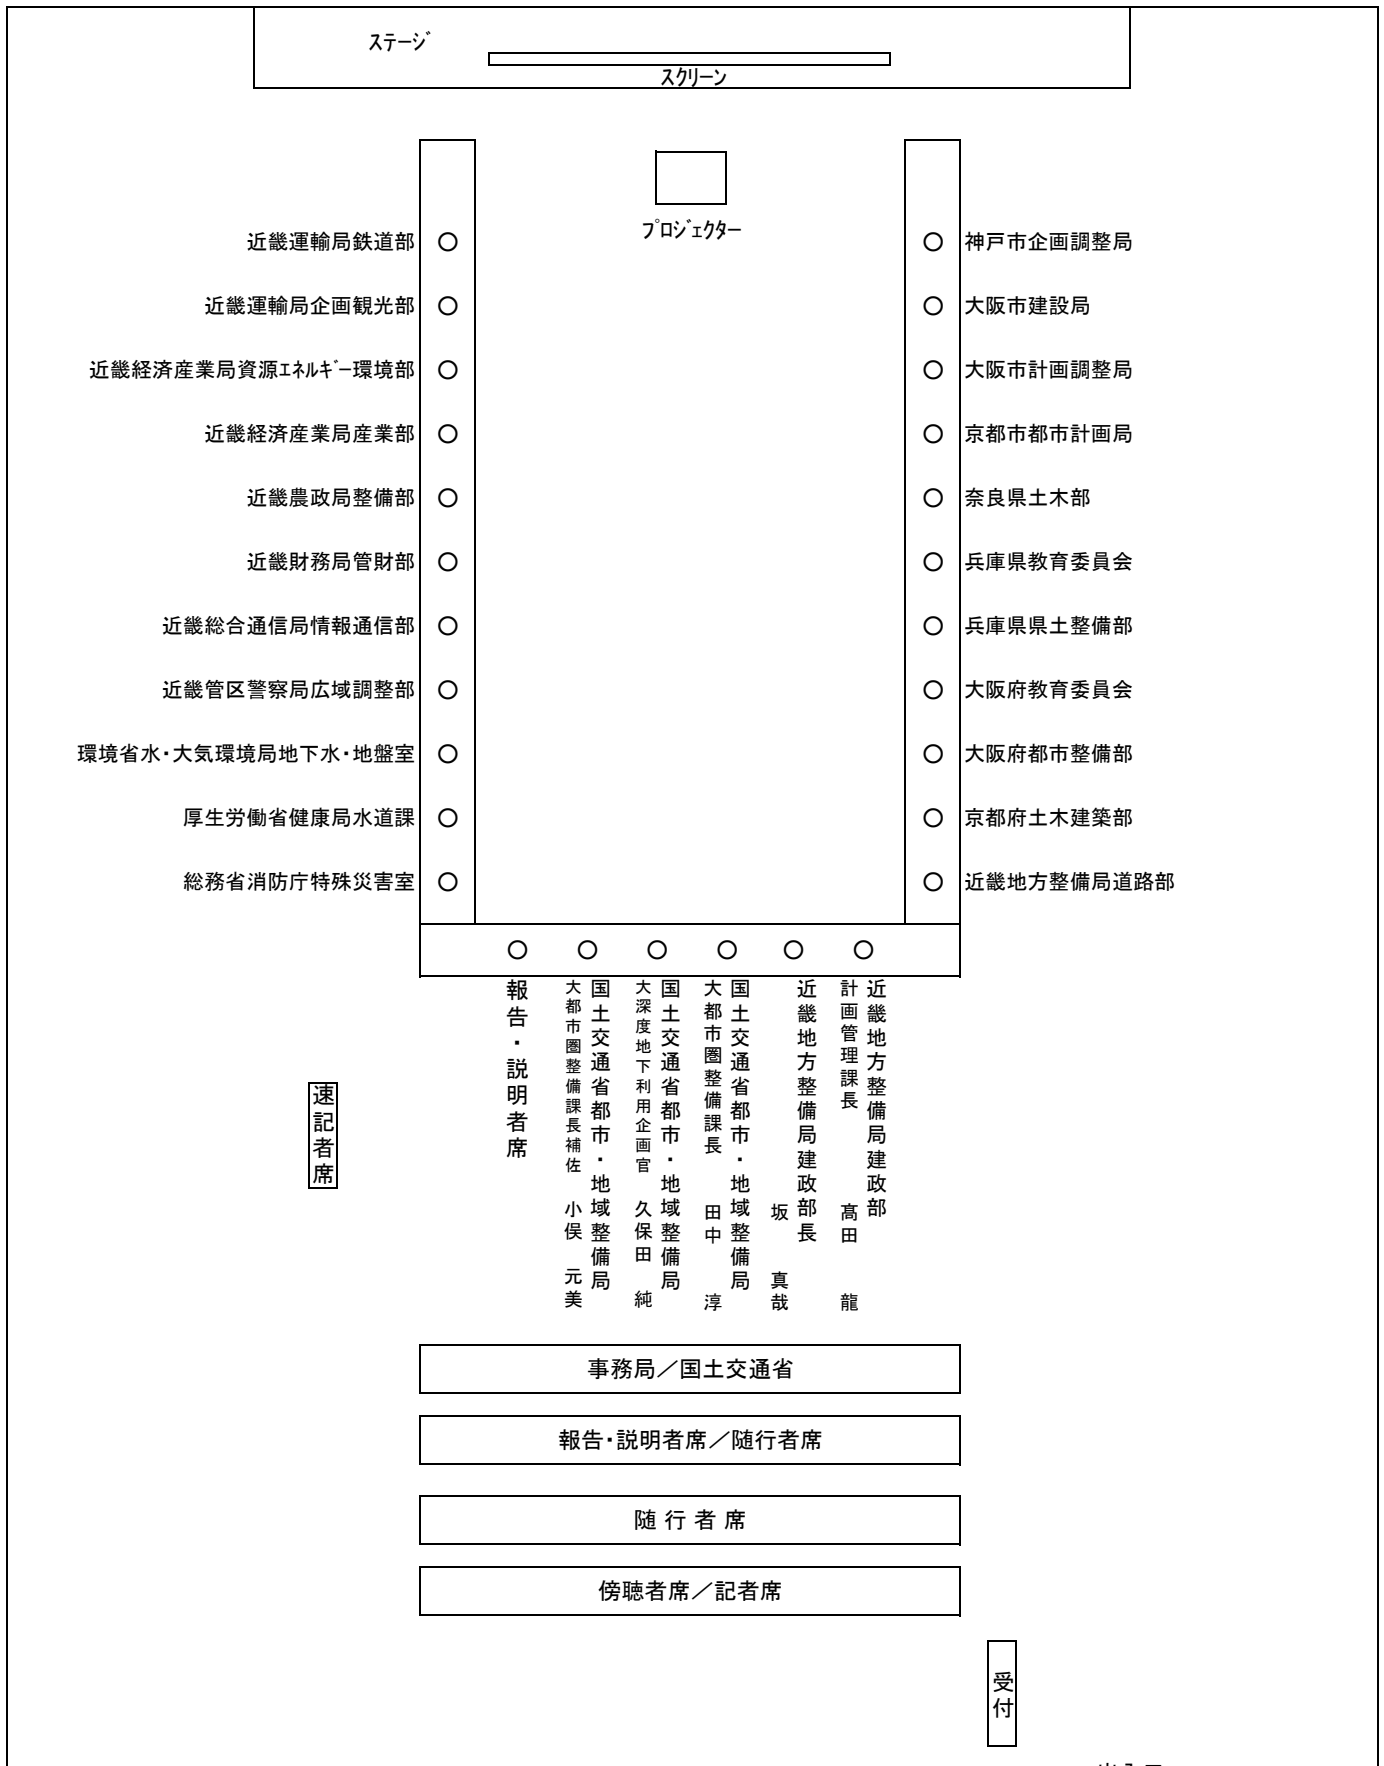 ｽﾃｰｼﾞ
ｽｸﾘｰﾝ
ﾌﾟﾛｼﾞｪｸﾀｰ
近畿運輸局鉄道部
近畿運輸局企画観光部
近畿経済産業局資源ｴﾈﾙｷﾞｰ環境部
近畿経済産業局産業部
近畿農政局整備部
近畿財務局管財部
近畿総合通信局情報通信部
近畿管区警察局広域調整部
環境省水・大気環境局地下水・地盤室
厚生労働省健康局水道課
総務省消防庁特殊災害室
神戸市企画調整局
大阪市建設局
大阪市計画調整局
京都市都市計画局
奈良県土木部
兵庫県教育委員会
兵庫県県土整備部
大阪府教育委員会
大阪府都市整備部
京都府土木建築部
近畿地方整備局道路部
近畿地方整備局建政部
計画管理課長 髙田 龍
近畿地方整備局建政部長
坂 真哉
国土交通省都市・地域整備局
大都市圏整備課長 田中 淳
国土交通省都市・地域整備局
大深度地下利用企画官 久保田 純
国土交通省都市・地域整備局
大都市圏整備課長補佐 小俣 元美
報告・説明者席
速記者席
事務局／国土交通省
報告・説明者席／随行者席
随行者席
傍聴者席／記者席
受付